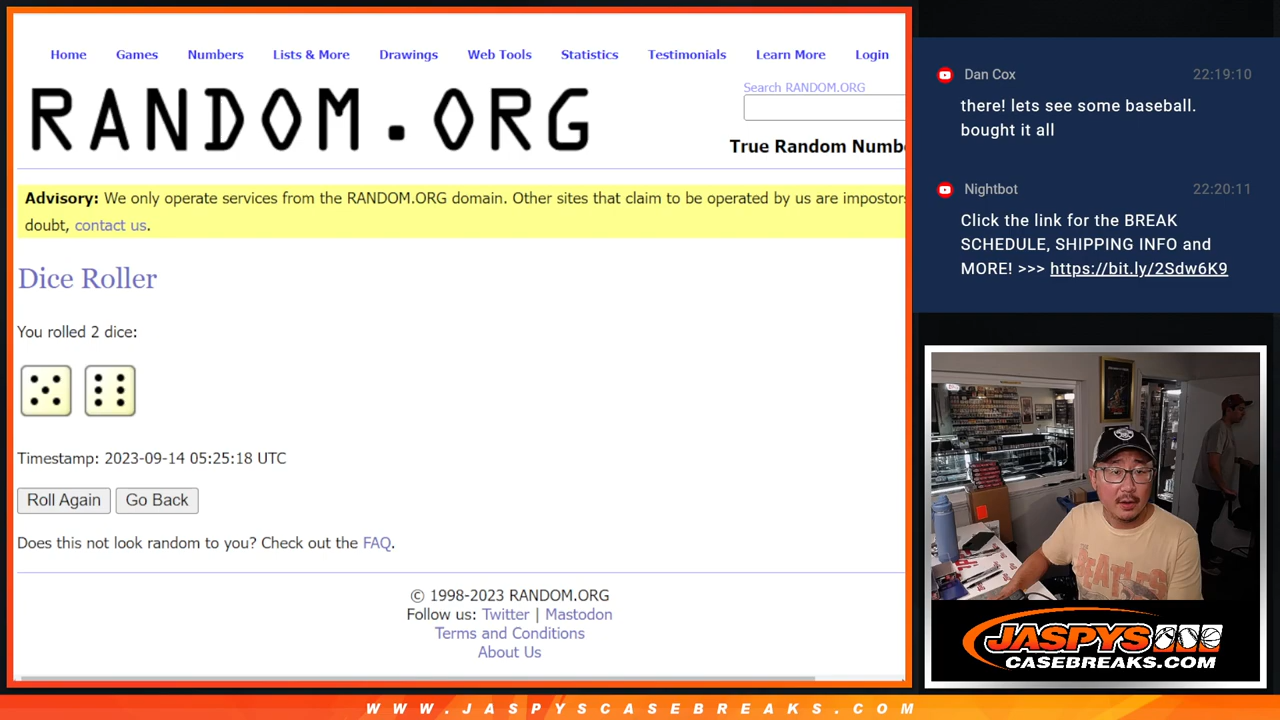 Home Games Numbers Lists & More Drawings Web Tools Statistics Testimonials Learn More Login
Search RANDOM.ORG
RANDOM.ORG
True Random Numbe
Advisory: We only operate services from the RANDOM.ORG domain. Other sites that claim to be operated by us are impostors
doubt, contact us.
Dice Roller
You rolled 2 dice:
Timestamp: 2023-09-14 05:25:18 UTC
Roll Again Go Back
Does this not look random to you? Check out the FAQ.
© 1998-2023 RANDOM.ORG
Follow us: Twitter | Mastodon
Terms and Conditions
About Us
Dan Cox 22:19:10
there! lets see some baseball.
bought it all
Nightbot 22:20:11
Click the link for the BREAK
SCHEDULE, SHIPPING INFO and
MORE! >>> https://bit.ly/2Sdw6K9
BEATLES
JASPYS
CASEBREAKS.COM
WWW.JASPYSCASEBREAKS.COM